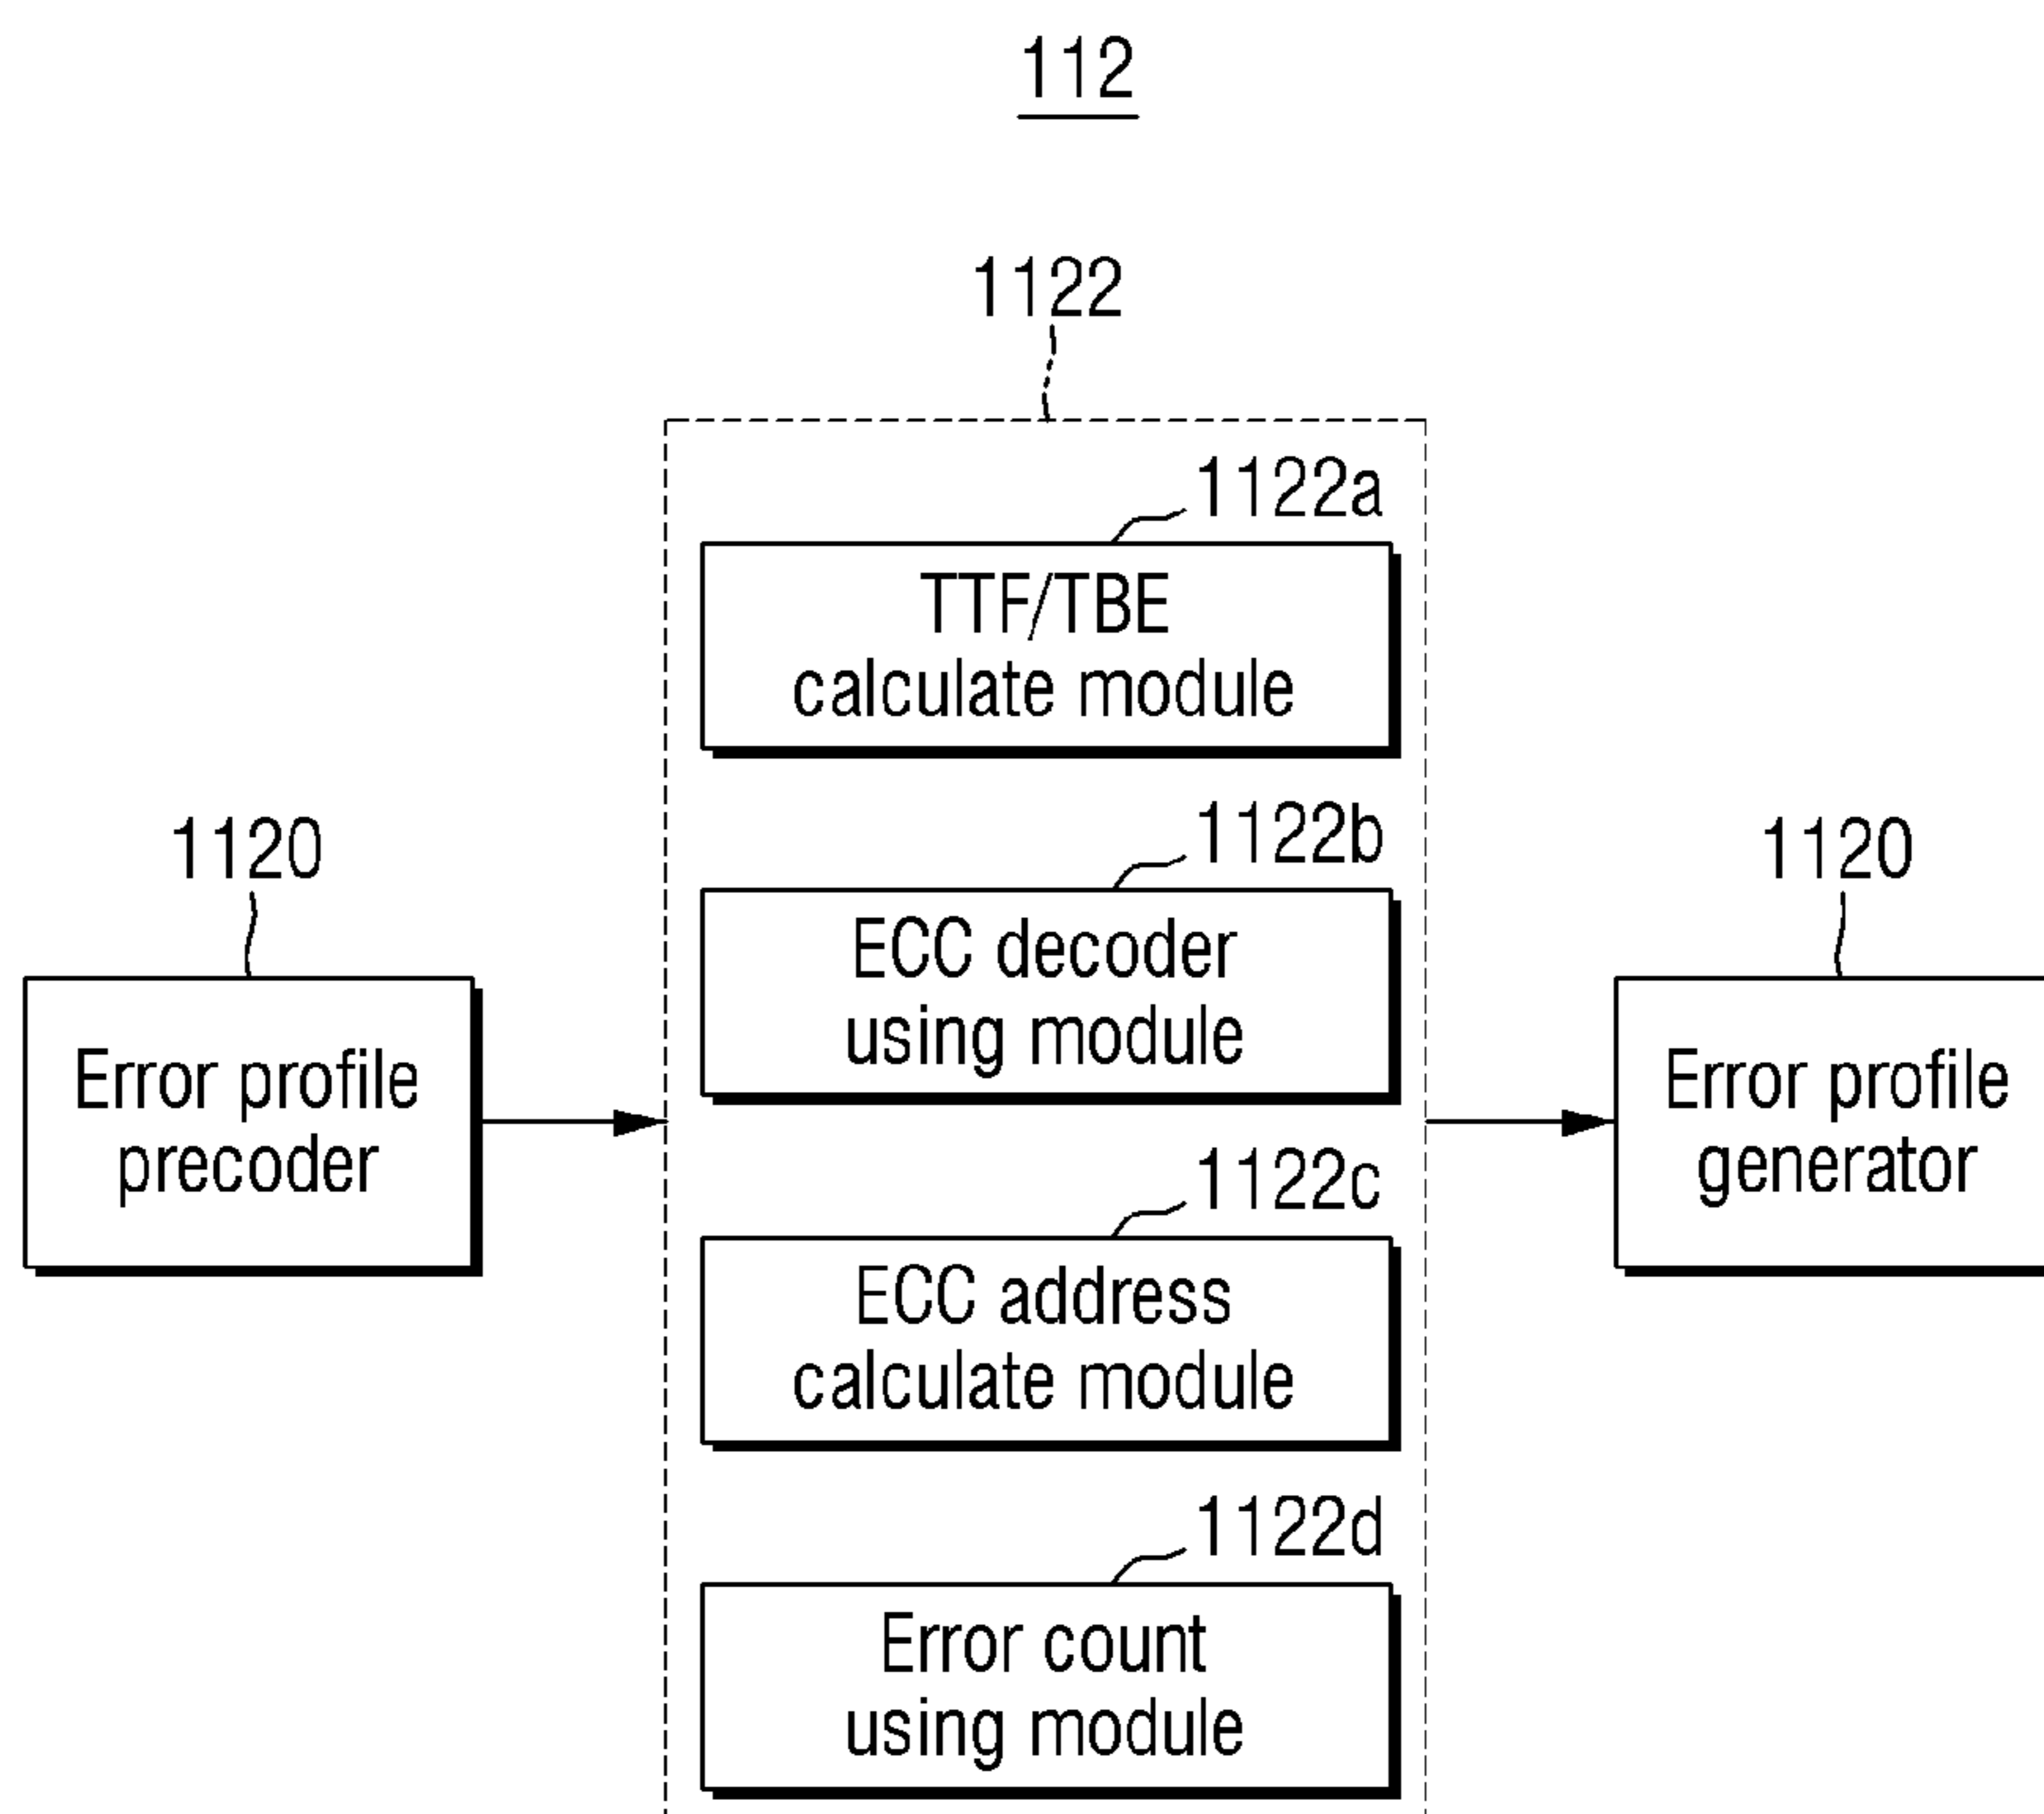 112
1122
1122a
TTF/TBE
calculate module
1122b
ECC decoder
using module
1122c
ECC address
calculate module
1122d
Error count
using module
1120
Error profile
precoder
1120
Error profile
generator